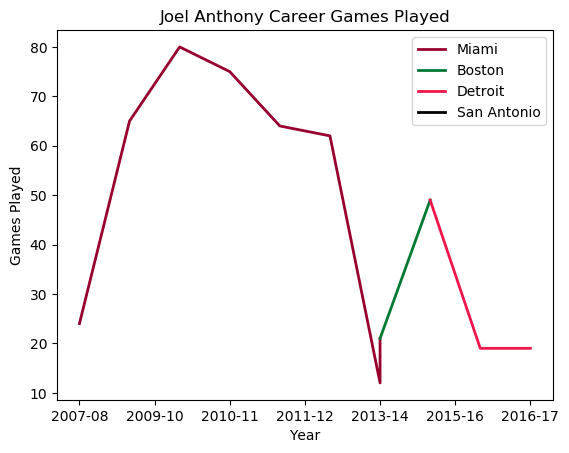 Joel Anthony Career Games Played
Miami
Boston
Detroit
San Antonio
Games Played
80
70
60
50
40
30
20
10
2007-08 2009-10 2010-11 2011-12 2013-14 2015-16 2016-17
Year